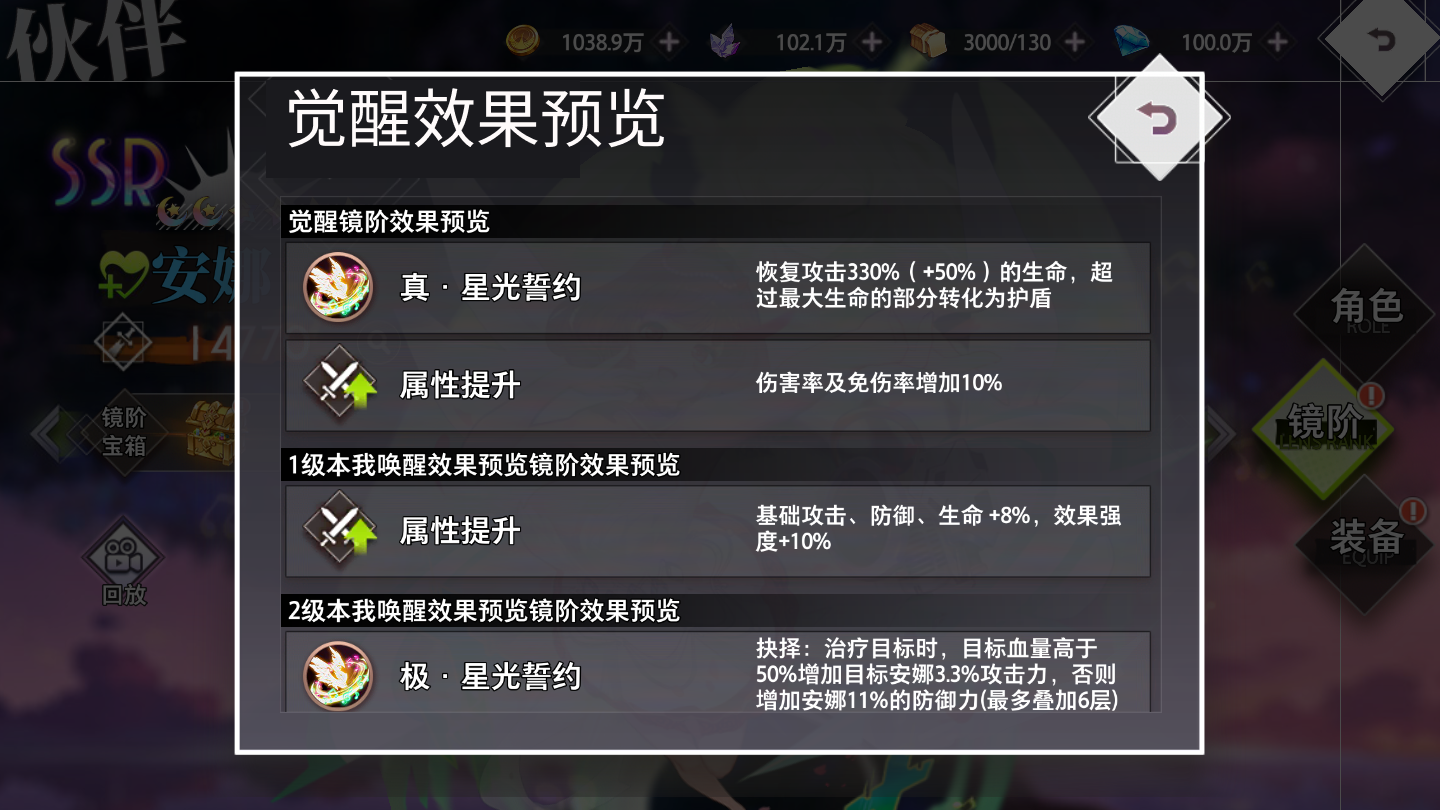 伙伴
1038.9万
102.1万
3000/130
100.0万
觉醒效果预览
SSR
觉醒镜阶效果预览
真·星光誓约
恢复攻击330%（+50%）的生命，超
过最大生命的部分转化为护盾
属性提升
伤害率及免伤率增加10%
1级本我唤醒效果预览镜阶效果预览
属性提升
基础攻击、防御、生命 +8%，效果强
度+10%
2级本我唤醒效果预览镜阶效果预览
极·星光誓约
抉择：治疗目标时，目标血量高于
50%增加目标安娜3.3%攻击力，否则
增加安娜11%的防御力(最多叠加6层)
安娜
镜阶
宝箱
回放
角色
ROLE
镜阶
LENS RANK
装备
EQUIP